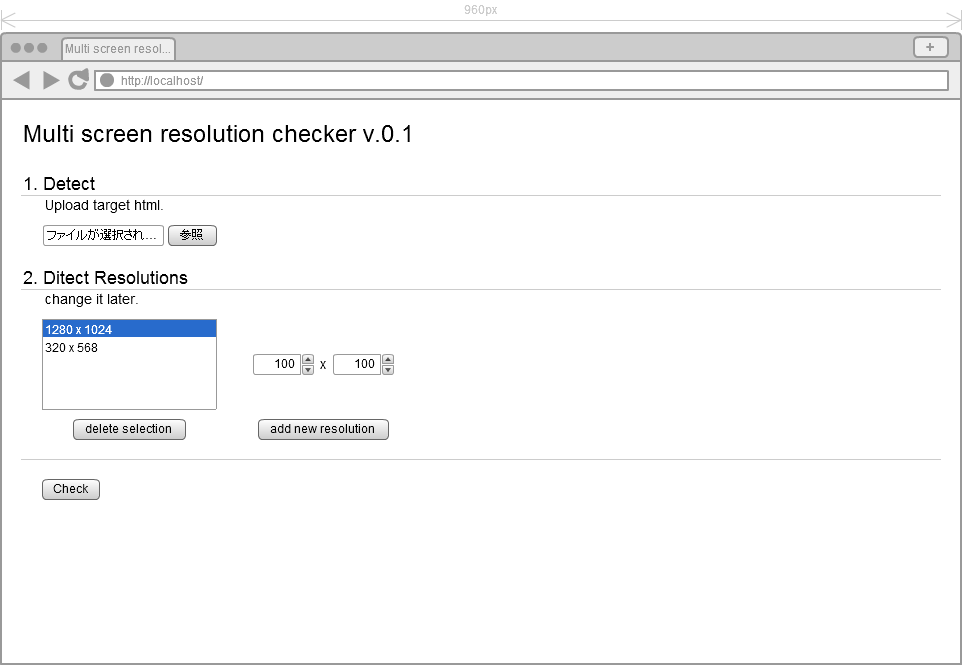 960px
Multi screen resol...
+
http://localhost/
Multi screen resolution checker v.0.1
1. Detect
Upload target html.
ファイルが選択され... 参照
2. Ditect Resolutions
change it later.
1280 x 1024
320 x 568
100 x 100
delete selection add new resolution
Check